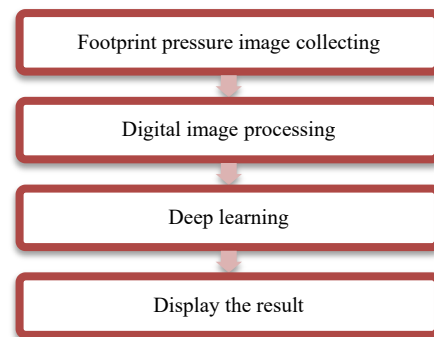 Footprint pressure image collecting
Digital image processing
Deep learning
Display the result